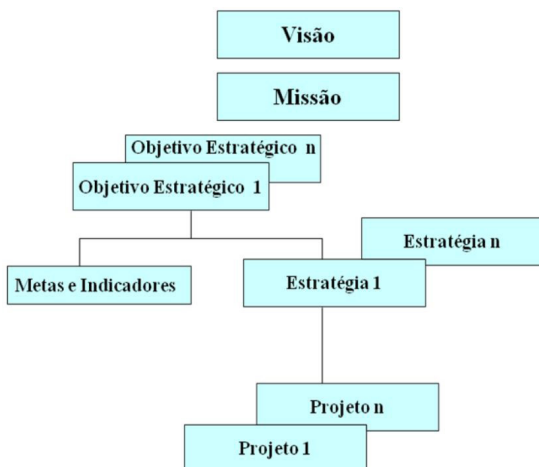 Visão
Missão
Objetivo Estratégico n
Objetivo Estratégico 1
Estratégia n
Metas e Indicadores
Estratégia 1
Projeto n
Projeto 1